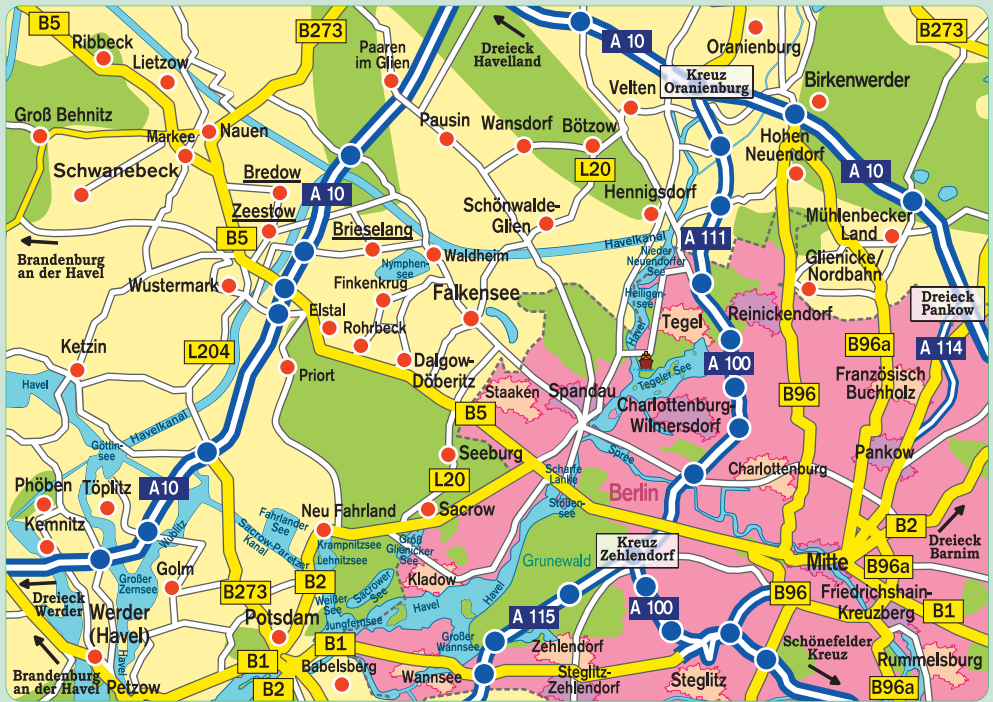 B5
Ribbeck
Lietzow
B273
Paaren
im Glien
Dreieck
Havelland
A 10
Oranienburg
B273
Kreuz
Oranienburg
Birkenwerder
Velten
Groß Behnitz
Markee
Nauen
Pausin
Wansdorf
Bötzow
Hohen
Neuendorf
Schwanebeck
Bredow
A 10
L20
A 10
Hennigsdorf
Zeestow
Schönwalde-
Glien
Mühlenbecker
Land
B5
Brieselang
Havelkanal
A 111
Brandenburg
an der Havel
Nymphen-
see
Waldheim
Nieder
Neuendorfer
See
Glienicke
Nordbahn
Wustermark
Finkenkrug
Falkensee
Heiligen-
see
Dreieck
Pankow
Elstal
Rohrbeck
Havel
Tegel
Reinickendorf
Ketzin
L204
Priort
Dalgow-
Döberitz
A 100
B96a
A 114
Tegeler See
Französisch
Buchholz
Havel
Staaken
Spandau
B96
B5
Charlottenburg-
Wilmersdorf
Havelkanal
Göttin-
see
Seeburg
Spree
Pankow
Phöben
Töplitz
A10
L20
Scharfe
Lanke
Berlin
Charlottenburg
Kemnitz
Wublitz
Fahrlander
See
Neu Fahrland
Sacrow
Stößen-
see
B2
Sacrow-Paretzer
Kanal
Krampnitzsee
Lehnitzsee
Groß
Glienicker
See
Grunewald
Kreuz
Zehlendorf
Dreieck
Barnim
Mitte
B96a
Dreieck
Werder
Großer
Zernsee
Golm
B273
B2
Sacrower
See
Kladow
Havel
Weißer
See
Jungfernsee
Havel
A 115
A 100
B96
Friedrichshain-
Kreuzberg
B1
Werder
(Havel)
Potsdam
Großer
Wannsee
Zehlendorf
Schönefelder
Kreuz
Havel
B1
B1
Babelsberg
Wannsee
Steglitz-
Zehlendorf
Steglitz
Rummelsburg
Brandenburg
an der Havel
Petzow
B2
B96a